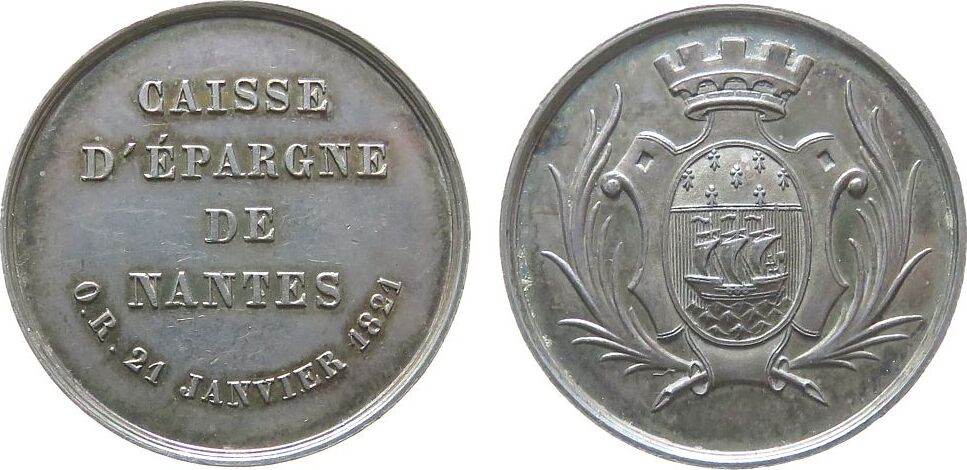 CAISSE
D'ÉPARGNE
DE
NANTES
O.R. 21 JANVIER 1821